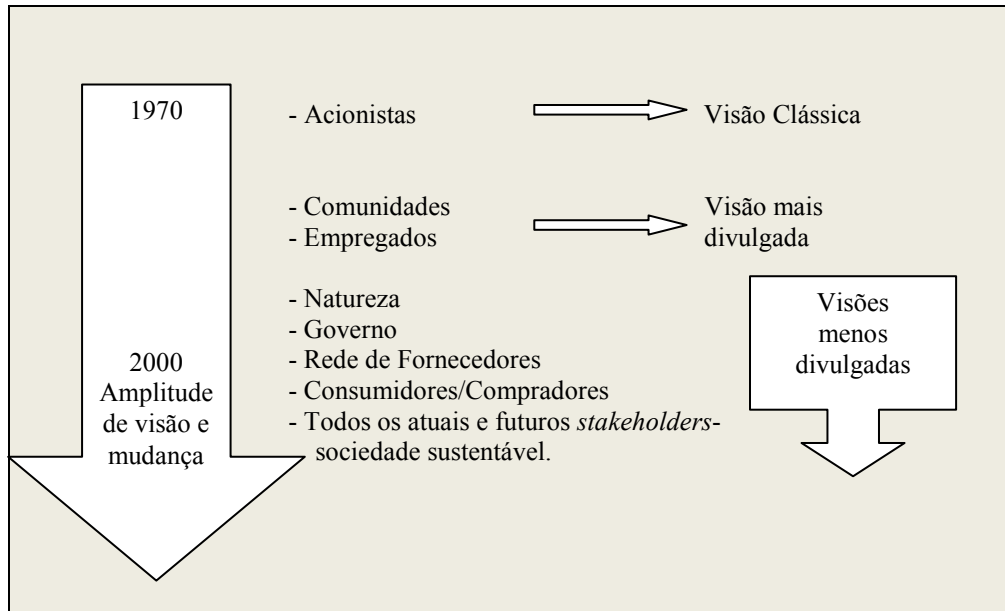 1970
- Acionistas
Visão Clássica
- Comunidades
- Empregados
Visão mais
divulgada
- Natureza
- Governo
- Rede de Fornecedores
- Consumidores/Compradores
- Todos os atuais e futuros stakeholders-
sociedade sustentável.
Visões
menos
divulgadas
2000
Amplitude
de visão e
mudança